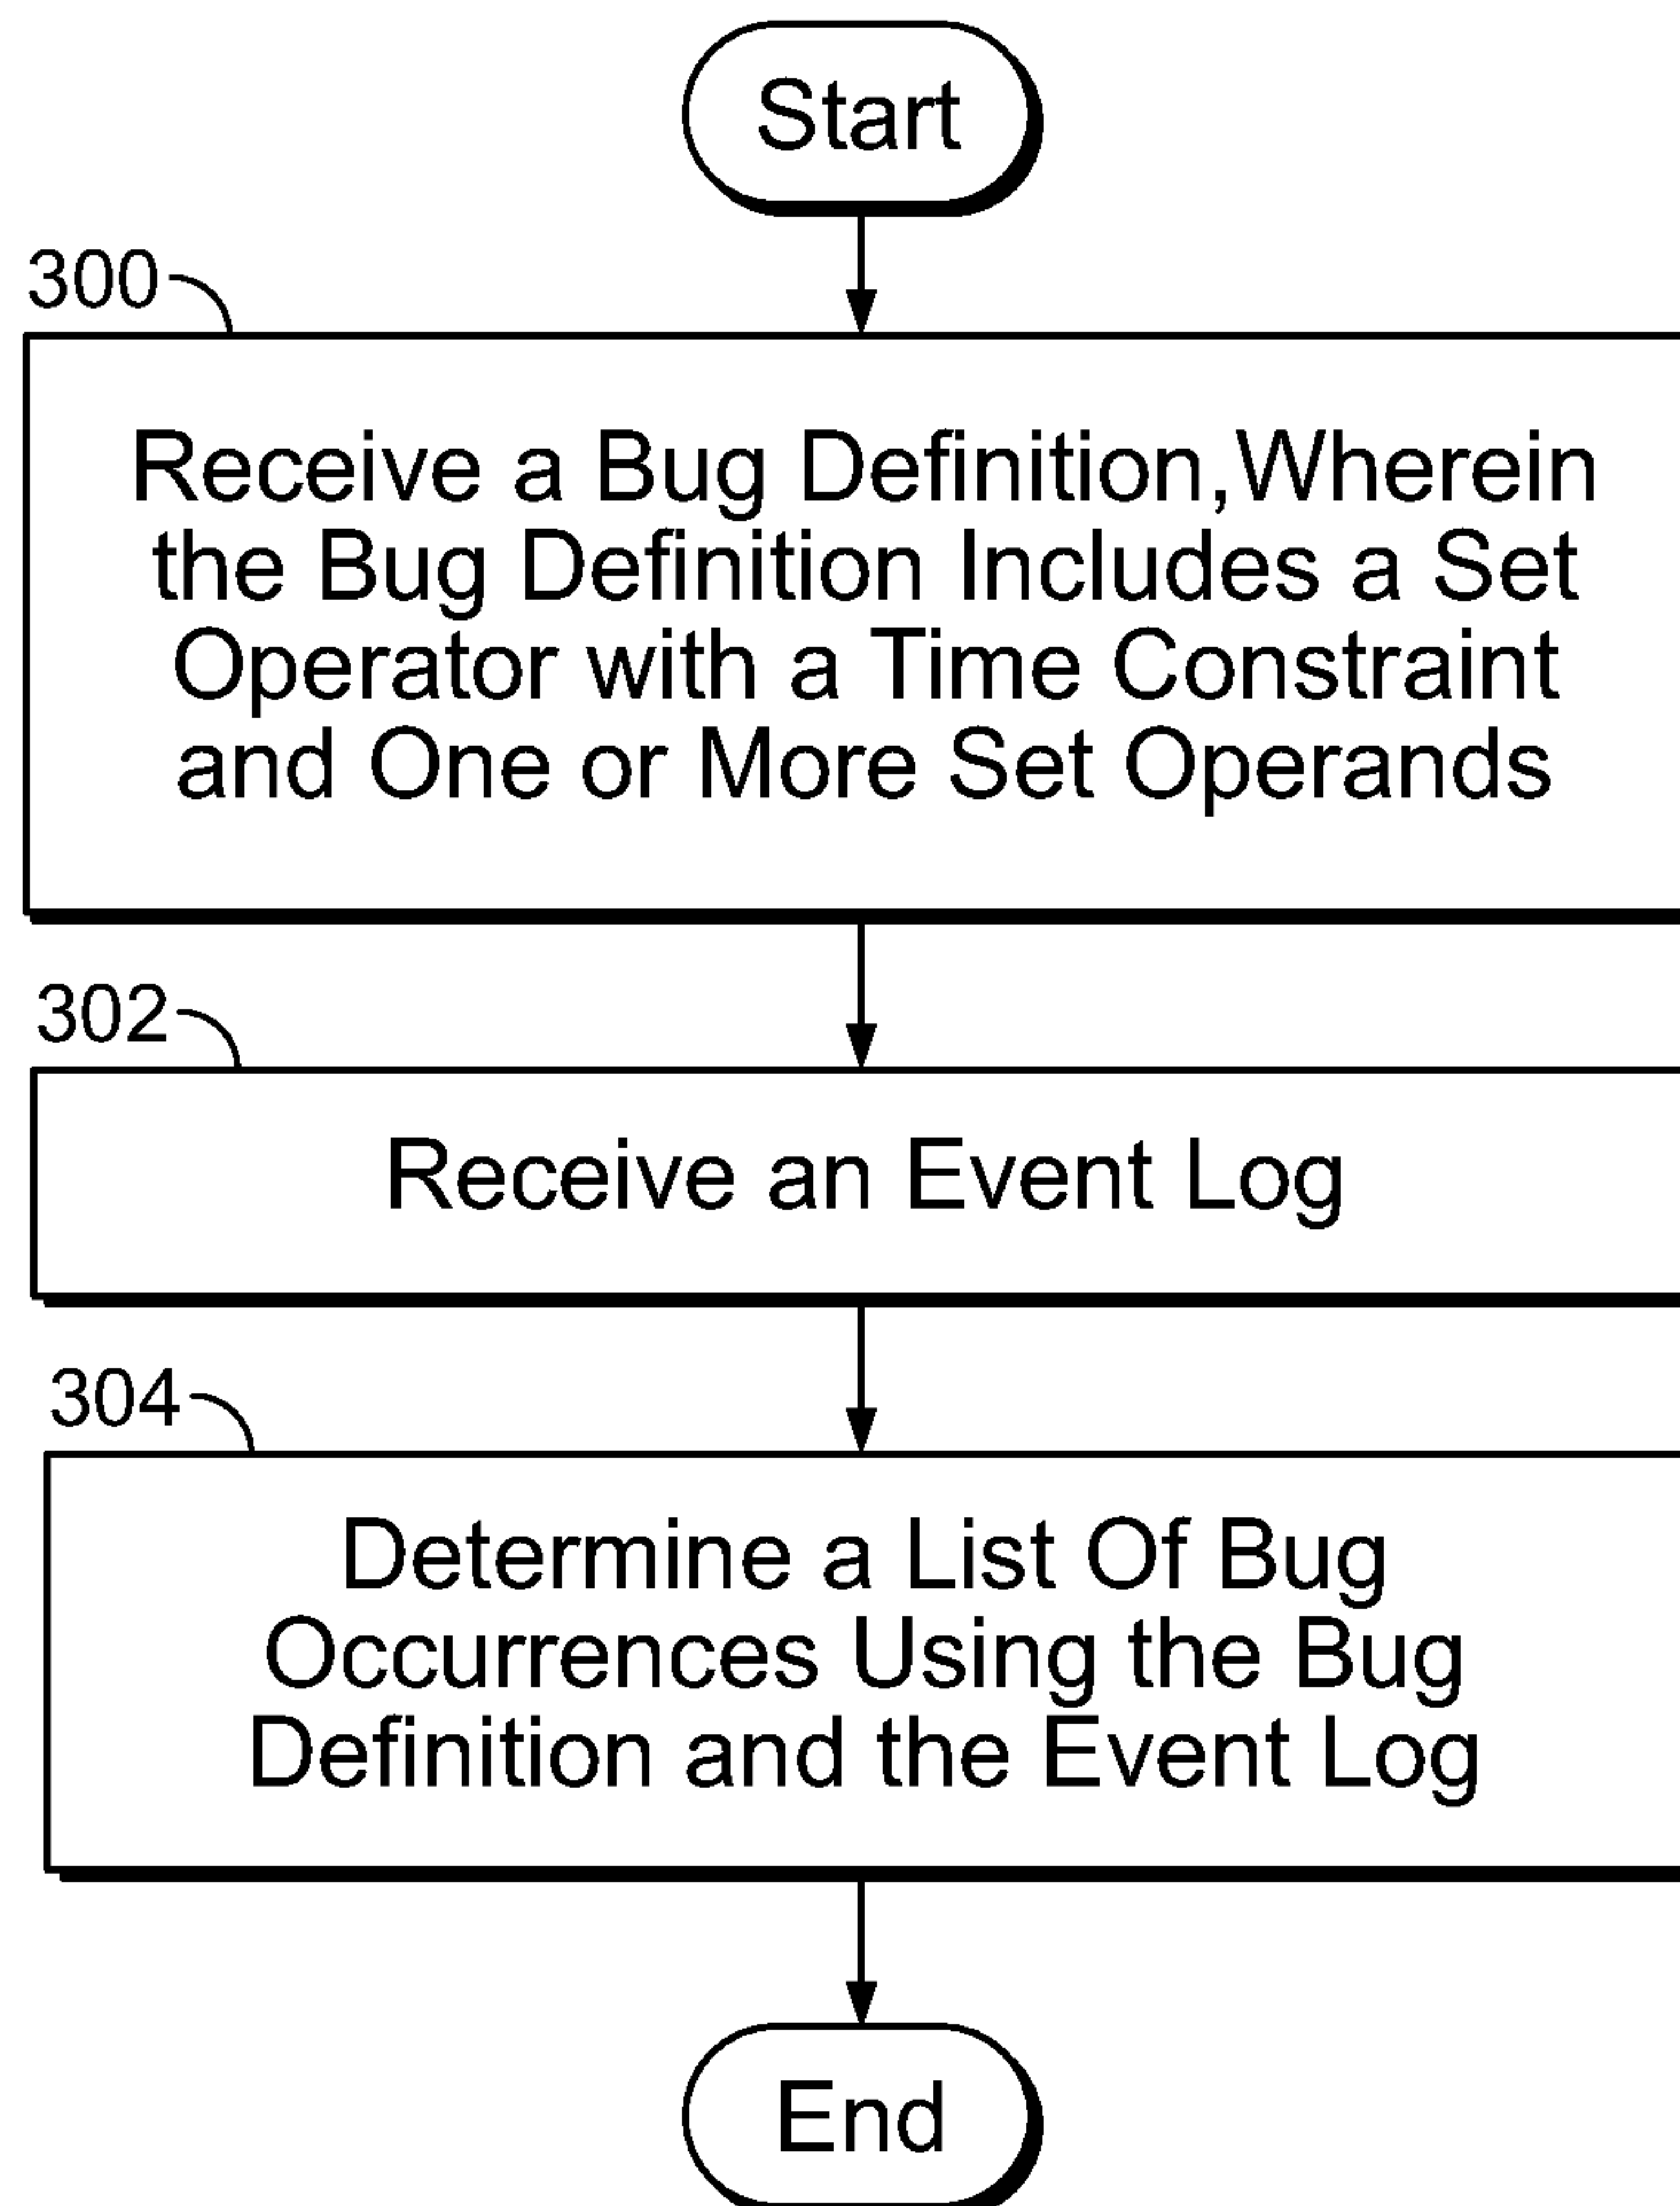 Start
300
Receive a Bug Definition,Wherein
the Bug Definition Includes a Set
Operator with a Time Constraint
and One or More Set Operands
302
Receive an Event Log
304
Determine a List Of Bug
Occurrences Using the Bug
Definition and the Event Log
End